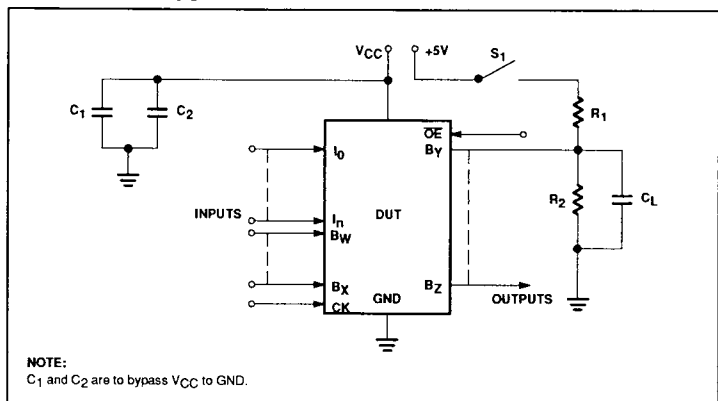 VCC +5V S1
C1 C2
R1
OE
I0 BY
R2 CL
INPUTS In DUT
BW
BX BZ
GND OUTPUTS
CK
NOTE:
C1 and C2 are to bypass VCC to GND.